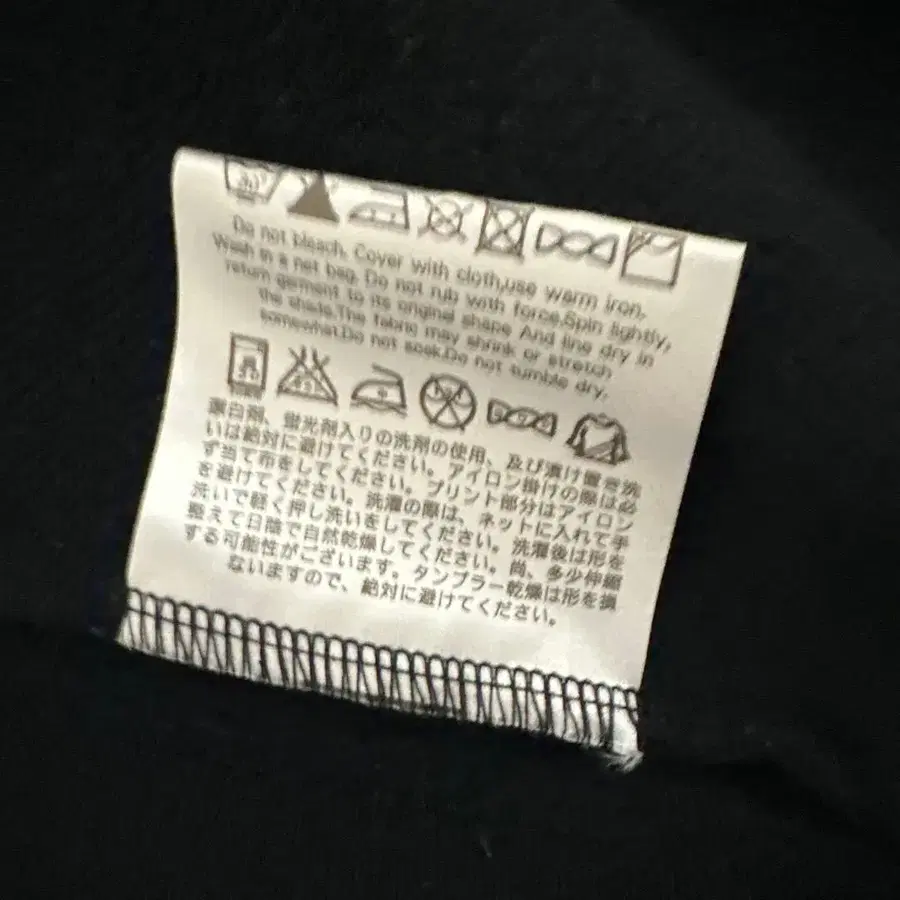 Do not bleach, Cover with cloth,use warm iron,
Wash in a net bag. Do not rub with force.Spin lightly,
return garment to its original shape And line dry in
the shade.The fabric may shrink or stretch
somewhat.Do not soak.Do not tumble dry.
漂白剤、蛍光剤入りの洗剤の使用、及び漬け置き洗
いは絶対に避けてください。アイロン掛けの際は必
ず当て布をしてください。プリント部分はアイロン
を避けてください。洗濯の際は、ネットに入れて手
洗いで軽く押し洗いをしてください。洗濯後は形を
整えて日陰で自然乾燥してください。尚、多少伸縮
する可能性がございます。タンブラー乾燥は形を損
ないますので、絶対に避けてください。